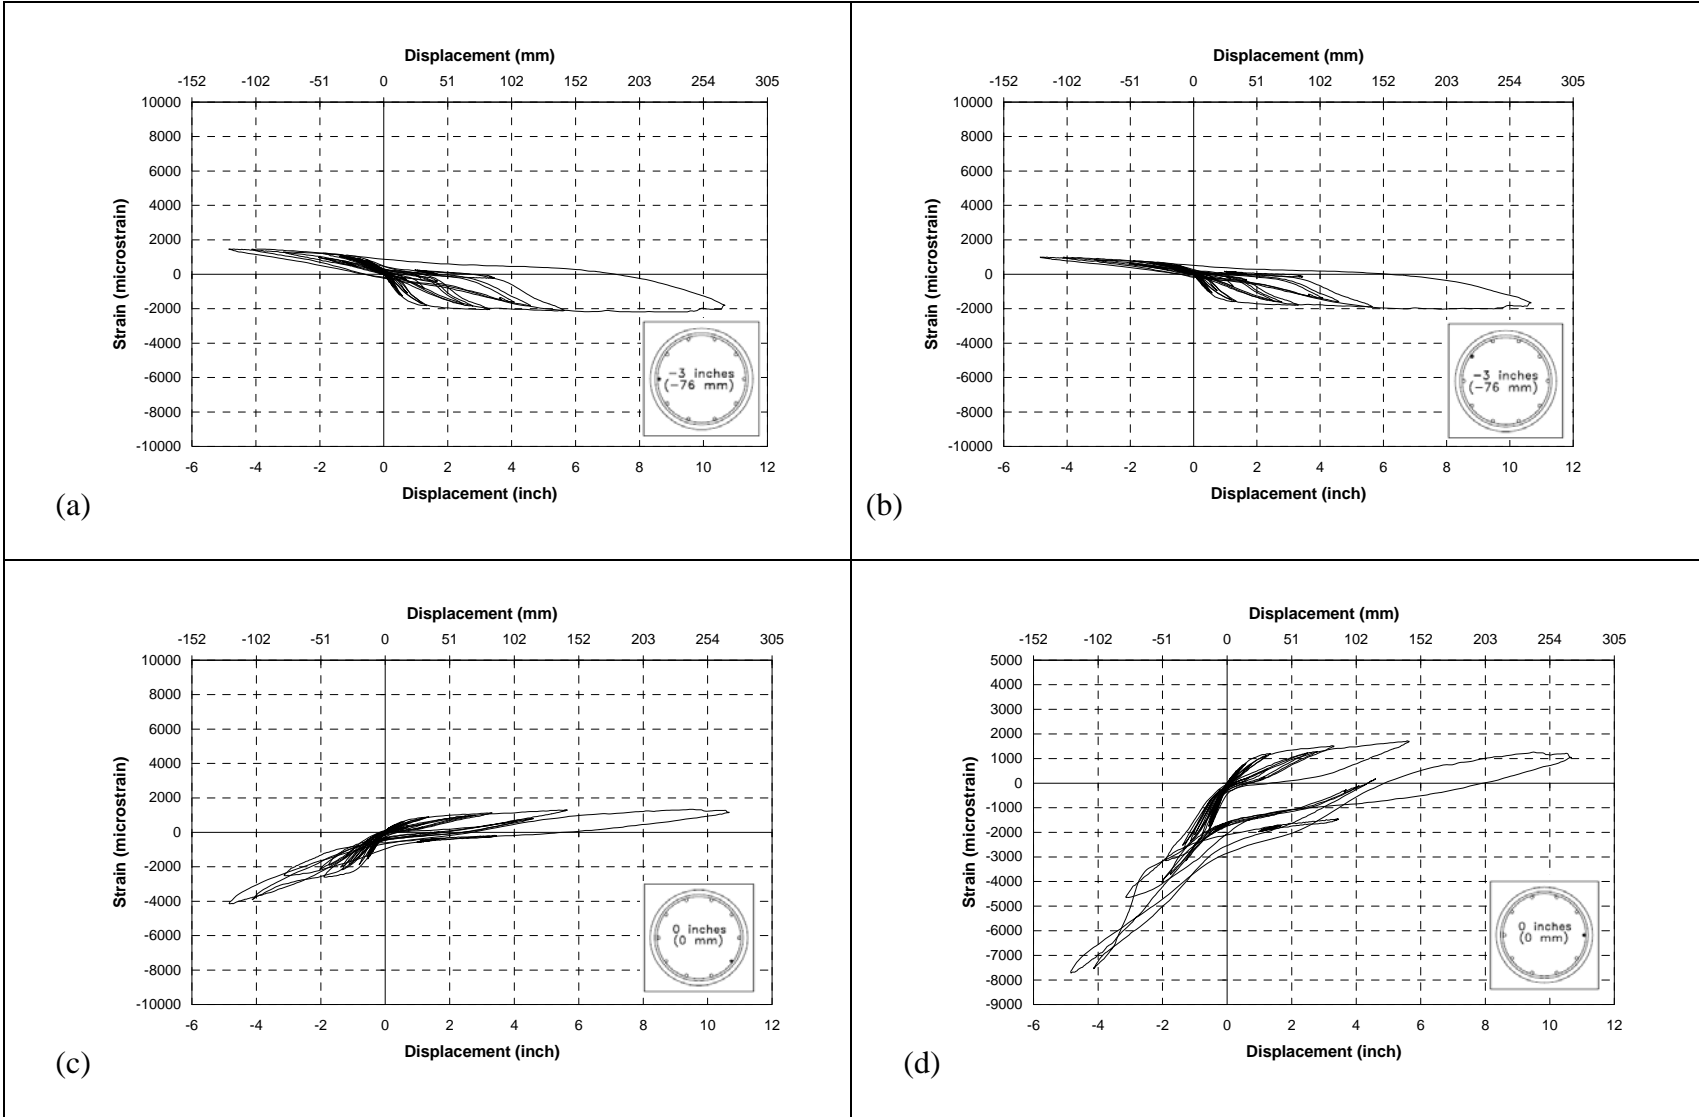 Displacement (mm)
-152 -102 -51 0 51 102 152 203 254 305
10000
8000
6000
4000
2000
0
-2000
-4000
-6000
-8000
-10000
Strain (microstrain)
-3 inches
(-76 mm)
-6 -4 -2 0 2 4 6 8 10 12
Displacement (inch)
(a)
Displacement (mm)
-152 -102 -51 0 51 102 152 203 254 305
10000
8000
6000
4000
2000
0
-2000
-4000
-6000
-8000
-10000
Strain (microstrain)
-3 inches
(-76 mm)
-6 -4 -2 0 2 4 6 8 10 12
Displacement (inch)
(b)
Displacement (mm)
-152 -102 -51 0 51 102 152 203 254 305
10000
8000
6000
4000
2000
0
-2000
-4000
-6000
-8000
-10000
Strain (microstrain)
0 inches
(0 mm)
-6 -4 -2 0 2 4 6 8 10 12
Displacement (inch)
(c)
Displacement (mm)
-152 -102 -51 0 51 102 152 203 254 305
5000
4000
3000
2000
1000
0
-1000
-2000
-3000
-4000
-5000
-6000
-7000
-8000
-9000
Strain (microstrain)
0 inches
(0 mm)
-6 -4 -2 0 2 4 6 8 10 12
Displacement (inch)
(d)